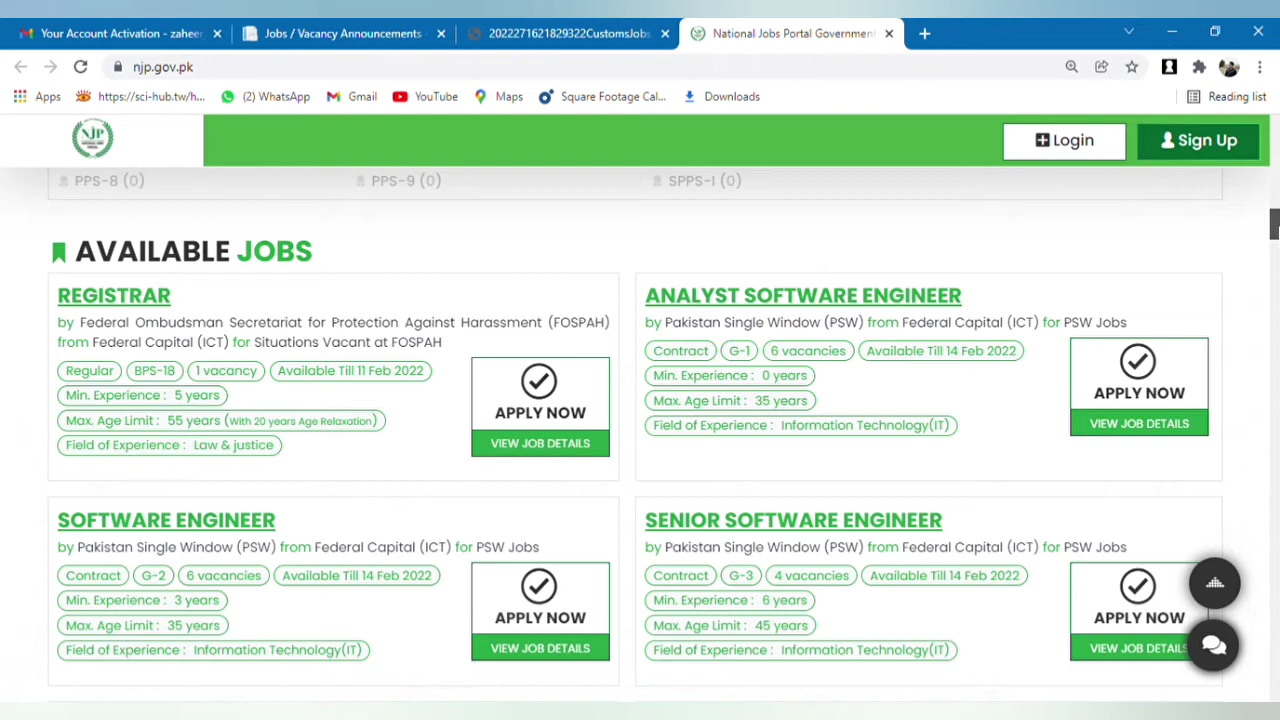 Your Account Activation - zahee
Jobs / Vacancy Announcements -
2022271621829322CustomsJobs.
National Jobs Portal Government
njp.gov.pk
Apps
https://sci-hub.tw/h...
(2) WhatsApp
Gmail
YouTube
Maps
Square Footage Cal...
Downloads
Reading list
NJP
Login
Sign Up
PPS-8 (0)
PPS-9 (0)
SPPS-I (0)
AVAILABLE JOBS
REGISTRAR
by Federal Ombudsman Secretariat for Protection Against Harassment (FOSPAH)
from Federal Capital (ICT) for Situations Vacant at FOSPAH
Regular BPS-18 1 vacancy Available Till 11 Feb 2022
Min. Experience : 5 years
Max. Age Limit : 55 years (With 20 years Age Relaxation)
Field of Experience : Law & justice
APPLY NOW
VIEW JOB DETAILS
ANALYST SOFTWARE ENGINEER
by Pakistan Single Window (PSW) from Federal Capital (ICT) for PSW Jobs
Contract G-1 6 vacancies Available Till 14 Feb 2022
Min. Experience : 0 years
Max. Age Limit : 35 years
Field of Experience : Information Technology(IT)
APPLY NOW
VIEW JOB DETAILS
SOFTWARE ENGINEER
by Pakistan Single Window (PSW) from Federal Capital (ICT) for PSW Jobs
Contract G-2 6 vacancies Available Till 14 Feb 2022
Min. Experience : 3 years
Max. Age Limit : 35 years
Field of Experience : Information Technology(IT)
APPLY NOW
VIEW JOB DETAILS
SENIOR SOFTWARE ENGINEER
by Pakistan Single Window (PSW) from Federal Capital (ICT) for PSW Jobs
Contract G-3 4 vacancies Available Till 14 Feb 2022
Min. Experience : 6 years
Max. Age Limit : 45 years
Field of Experience : Information Technology(IT)
APPLY NOW
VIEW JOB DETAILS